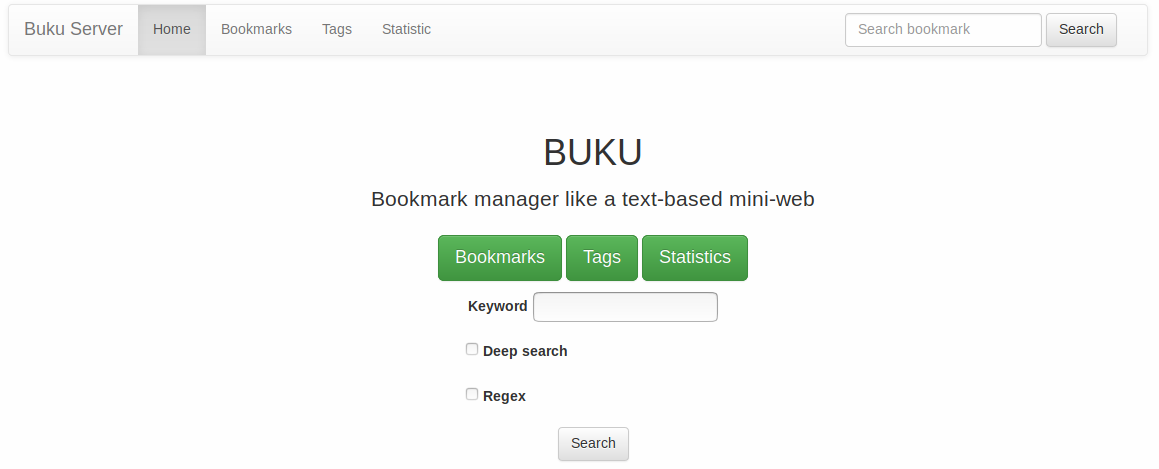 Buku Server Home Bookmarks Tags Statistic Search bookmark Search
BUKU
Bookmark manager like a text-based mini-web
Bookmarks Tags Statistics
Keyword
Deep search
Regex
Search